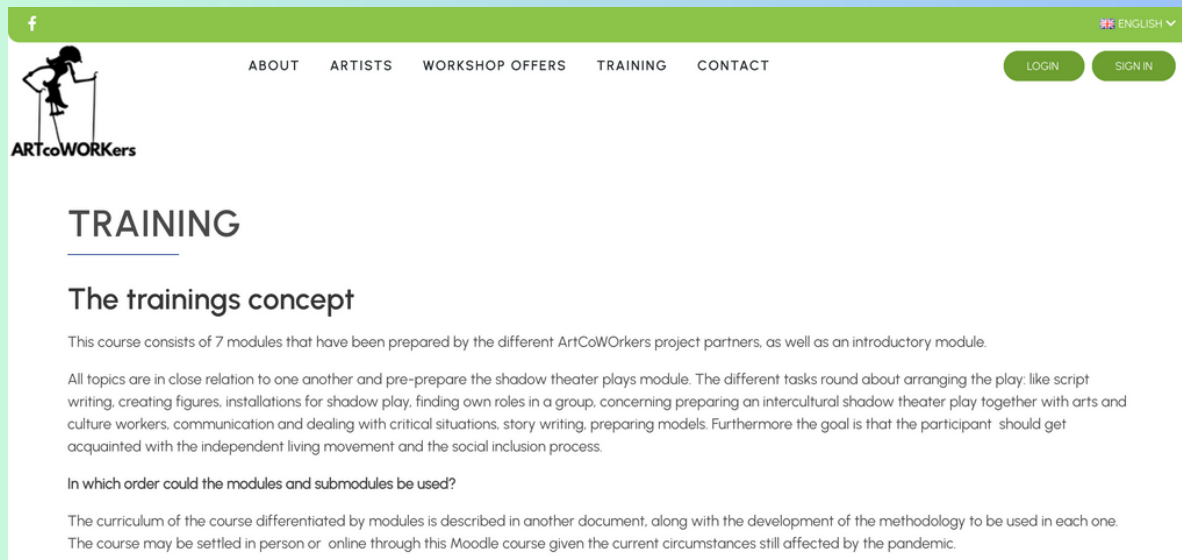 ENGLISH
ABOUT ARTISTS WORKSHOP OFFERS TRAINING CONTACT
LOGIN SIGN IN
ARTcoWORKers
TRAINING
The trainings concept
This course consists of 7 modules that have been prepared by the different ArtCoWOrkers project partners, as well as an introductory module.
All topics are in close relation to one another and pre-prepare the shadow theater plays module. The different tasks round about arranging the play: like script
writing, creating figures, installations for shadow play, finding own roles in a group, concerning preparing an intercultural shadow theater play together with arts and
culture workers, communication and dealing with critical situations, story writing, preparing models. Furthermore the goal is that the participant should get
acquainted with the independent living movement and the social inclusion process.
In which order could the modules and submodules be used?
The curriculum of the course differentiated by modules is described in another document, along with the development of the methodology to be used in each one.
The course may be settled in person or online through this Moodle course given the current circumstances still affected by the pandemic.